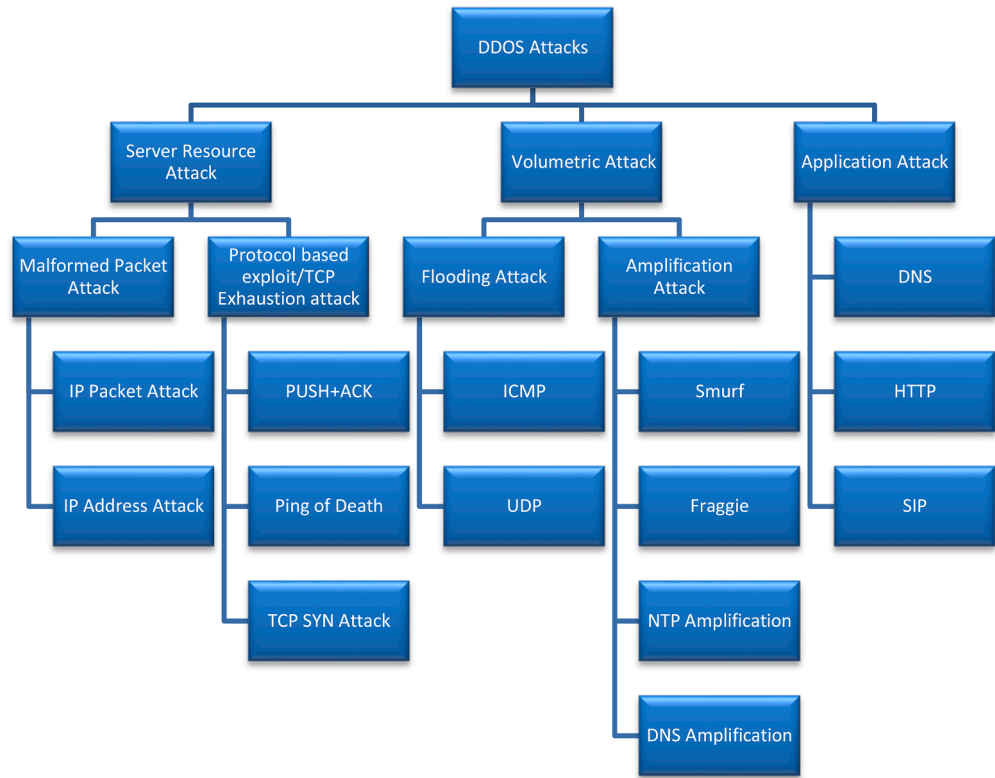 DDOS Attacks
Server Resource
Attack
Volumetric Attack
Application Attack
Malformed Packet
Attack
Protocol based
exploit/TCP
Exhaustion attack
Flooding Attack
Amplification
Attack
DNS
IP Packet Attack
PUSH+ACK
ICMP
Smurf
HTTP
IP Address Attack
Ping of Death
UDP
Fraggie
SIP
TCP SYN Attack
NTP Amplification
DNS Amplification